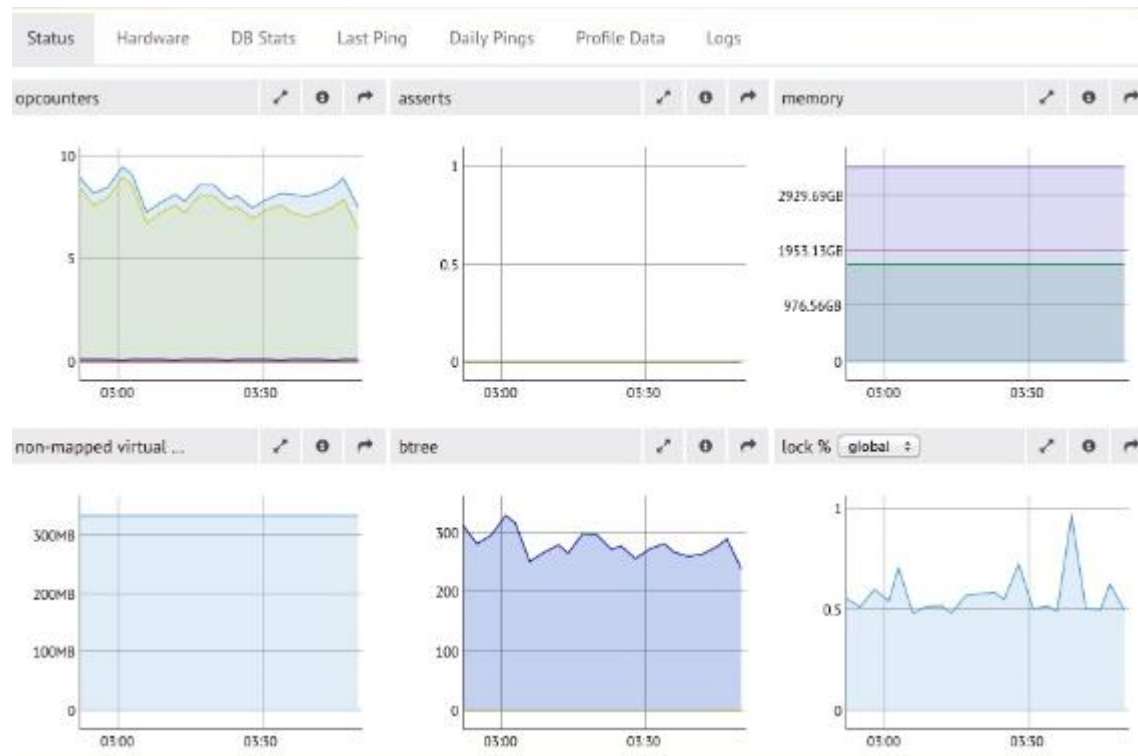 Status Hardware DB Stats Last Ping Daily Pings Profile Data Logs
opcounters
10
5
0
03:00 03:30
asserts
1
0.5
0
03:00 03:30
memory
2929.69GB
1953.13GB
976.56GB
0
03:00 03:30
non-mapped virtual ...
300MB
200MB
100MB
0
03:00 03:30
btree
300
200
100
0
03:00 03:30
lock % global
1
0.5
0
03:00 03:30